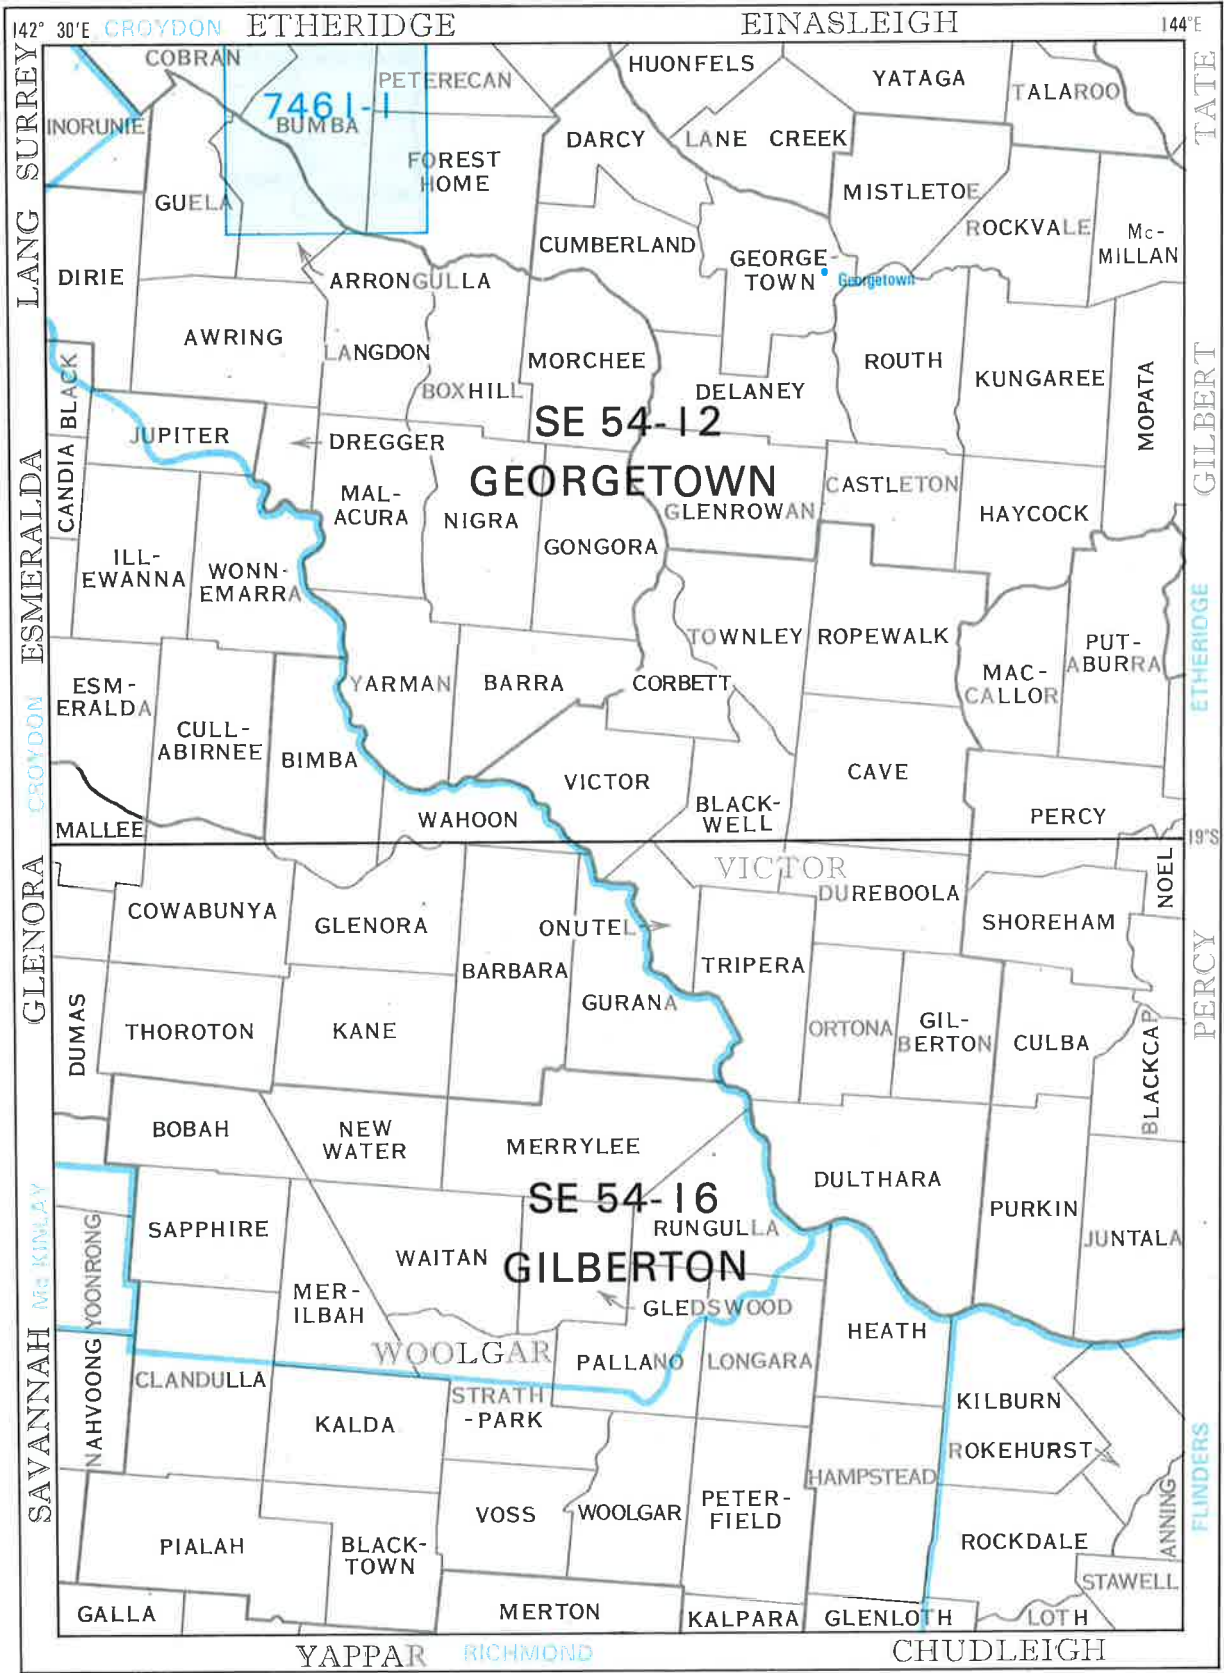 142° 30'E CROYDON ETHERIDGE EINASLEIGH 144°E
COBRAN
HUONFELS
PETERECAN
YATAGA
TALAROO
7461-1
INORUNIE
BUMBA
DARCY
LANE CREEK
FOREST
HOME
MISTLETOE
GUELA
ROCKVALE
Mc-
MILLAN
CUMBERLAND
GEORGE-
TOWN
Georgetown
DIRIE
ARRONGULLA
AWRING
LANGDON
MORCHEE
ROUTH
KUNGAREE
MOPATA
BLACK
BOXHILL
DELANEY
SE 54-12
GEORGETOWN
JUPITER
DREGGER
CANDIA
MAL-
ACURA
NIGRA
GLENROWAN
CASTLETON
HAYCOCK
GONGORA
ILL-
EWANNA
WONN-
EMARRA
TOWNLEY
ROPEWALK
PUT-
ABURRA
ESM-
ERALDA
YARMAN
BARRA
CORBETT
MAC-
CALLOR
CULL-
ABIRNEE
BIMBA
VICTOR
CAVE
MALLEE
WAHOON
BLACK-
WELL
PERCY
19°S
VICTOR
NOEL
DUREBOOLA
COWABUNYA
GLENORA
ONUTEL
SHOREHAM
BARBARA
TRIPERA
DUMAS
THOROTON
KANE
GURANA
ORTONA
GIL-
BERTON
CULBA
BLACKCAP
BOBAH
NEW
WATER
MERRYLEE
DULTHARA
SE 54-16
GILBERTON
PURKIN
JUNTALA
YOONRONG
SAPPHIRE
WAITAN
RUNGULLA
MER-
ILBAH
GLEDSWOOD
WOOLGAR
HEATH
NAHVOONG
CLANDULLA
PALLANO
LONGARA
STRATH
-PARK
KALDA
KILBURN
ROKEHURST
HAMPSTEAD
VOSS
WOOLGAR
PETER-
FIELD
ANNING
PIALAH
BLACK-
TOWN
ROCKDALE
STAWELL
GALLA
MERTON
KALPARA
GLENLOTH
LOTH
YAPPAR RICHMOND CHUDLEIGH
SURREY
LANG
ESMERALDA
CROYDON
GLENORA
Mc KINLAY
SAVANNAH
TATE
GILBERT
ETHERIDGE
PERCY
FLINDERS